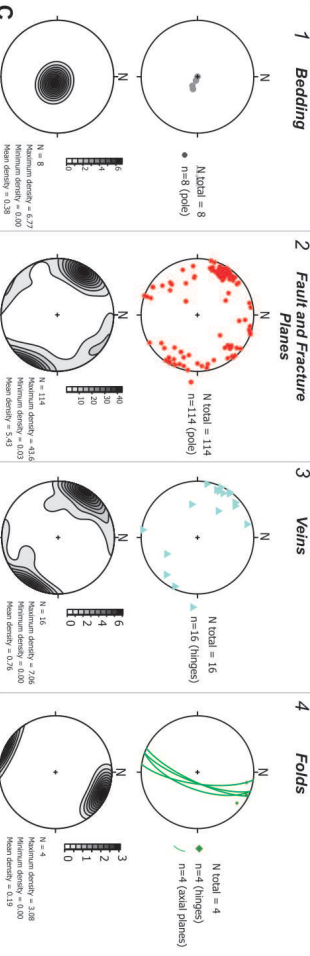 C
1
Bedding
N
N total = 8
n=8 (pole)
N
6
4
2
0
N = 8
Maximum density = 6.77
Minimum density = 0.00
Mean density = 0.38
2
Fault and Fracture
Planes
N
N total = 114
n=114 (pole)
N
40
30
20
10
N = 114
Maximum density = 43.6
Minimum density = 0.03
Mean density = 5.43
3
Veins
N
N total = 16
n=16 (hinges)
N
6
4
2
0
N = 16
Maximum density = 7.06
Minimum density = 0.00
Mean density = 0.76
4
Folds
N
N total = 4
n=4 (hinges)
n=4 (axial planes)
N
3
2
1
0
N = 4
Maximum density = 3.08
Minimum density = 0.00
Mean density = 0.19